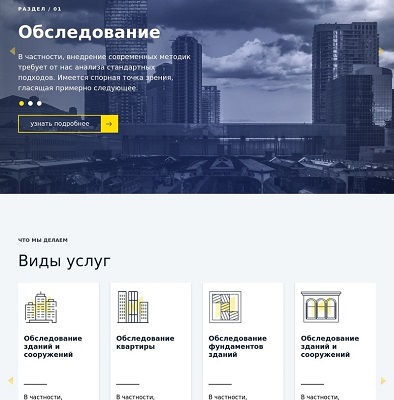 РАЗДЕЛ / 01
Обследование
В частности, внедрение современных методик
требует от нас анализа стандартных
подходов. Имеется спорная точка зрения,
гласящая примерно следующее.
узнать подробнее →
ЧТО МЫ ДЕЛАЕМ
Виды услуг
Обследование
зданий и
сооружений
В частности,
Обследование
квартиры
В частности,
Обследование
фундаментов
зданий
В частности,
Обследование
зданий и
сооружений
В частности,